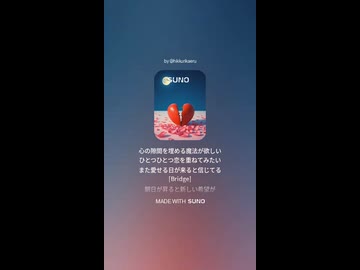 SUNO
心の隙間を埋める魔法が欲しい
ひとつひとつ恋を重ねてみたい
また愛せる日が来ると信じてる
[Bridge]
朝日が昇ると新しい希望が
MADE WITH SUNO